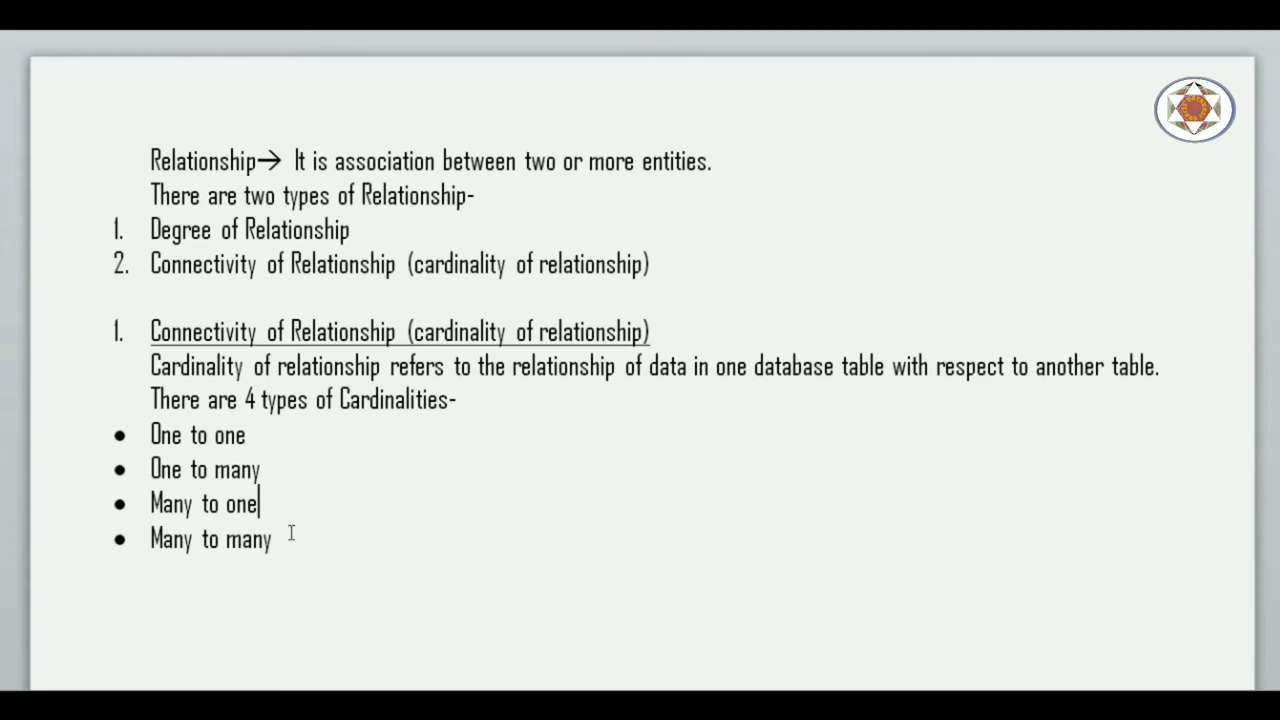 Relationship→ It is association between two or more entities.
There are two types of Relationship-
1. Degree of Relationship
2. Connectivity of Relationship (cardinality of relationship)
1. Connectivity of Relationship (cardinality of relationship)
Cardinality of relationship refers to the relationship of data in one database table with respect to another table.
There are 4 types of Cardinalities-
• One to one
• One to many
• Many to one
• Many to many